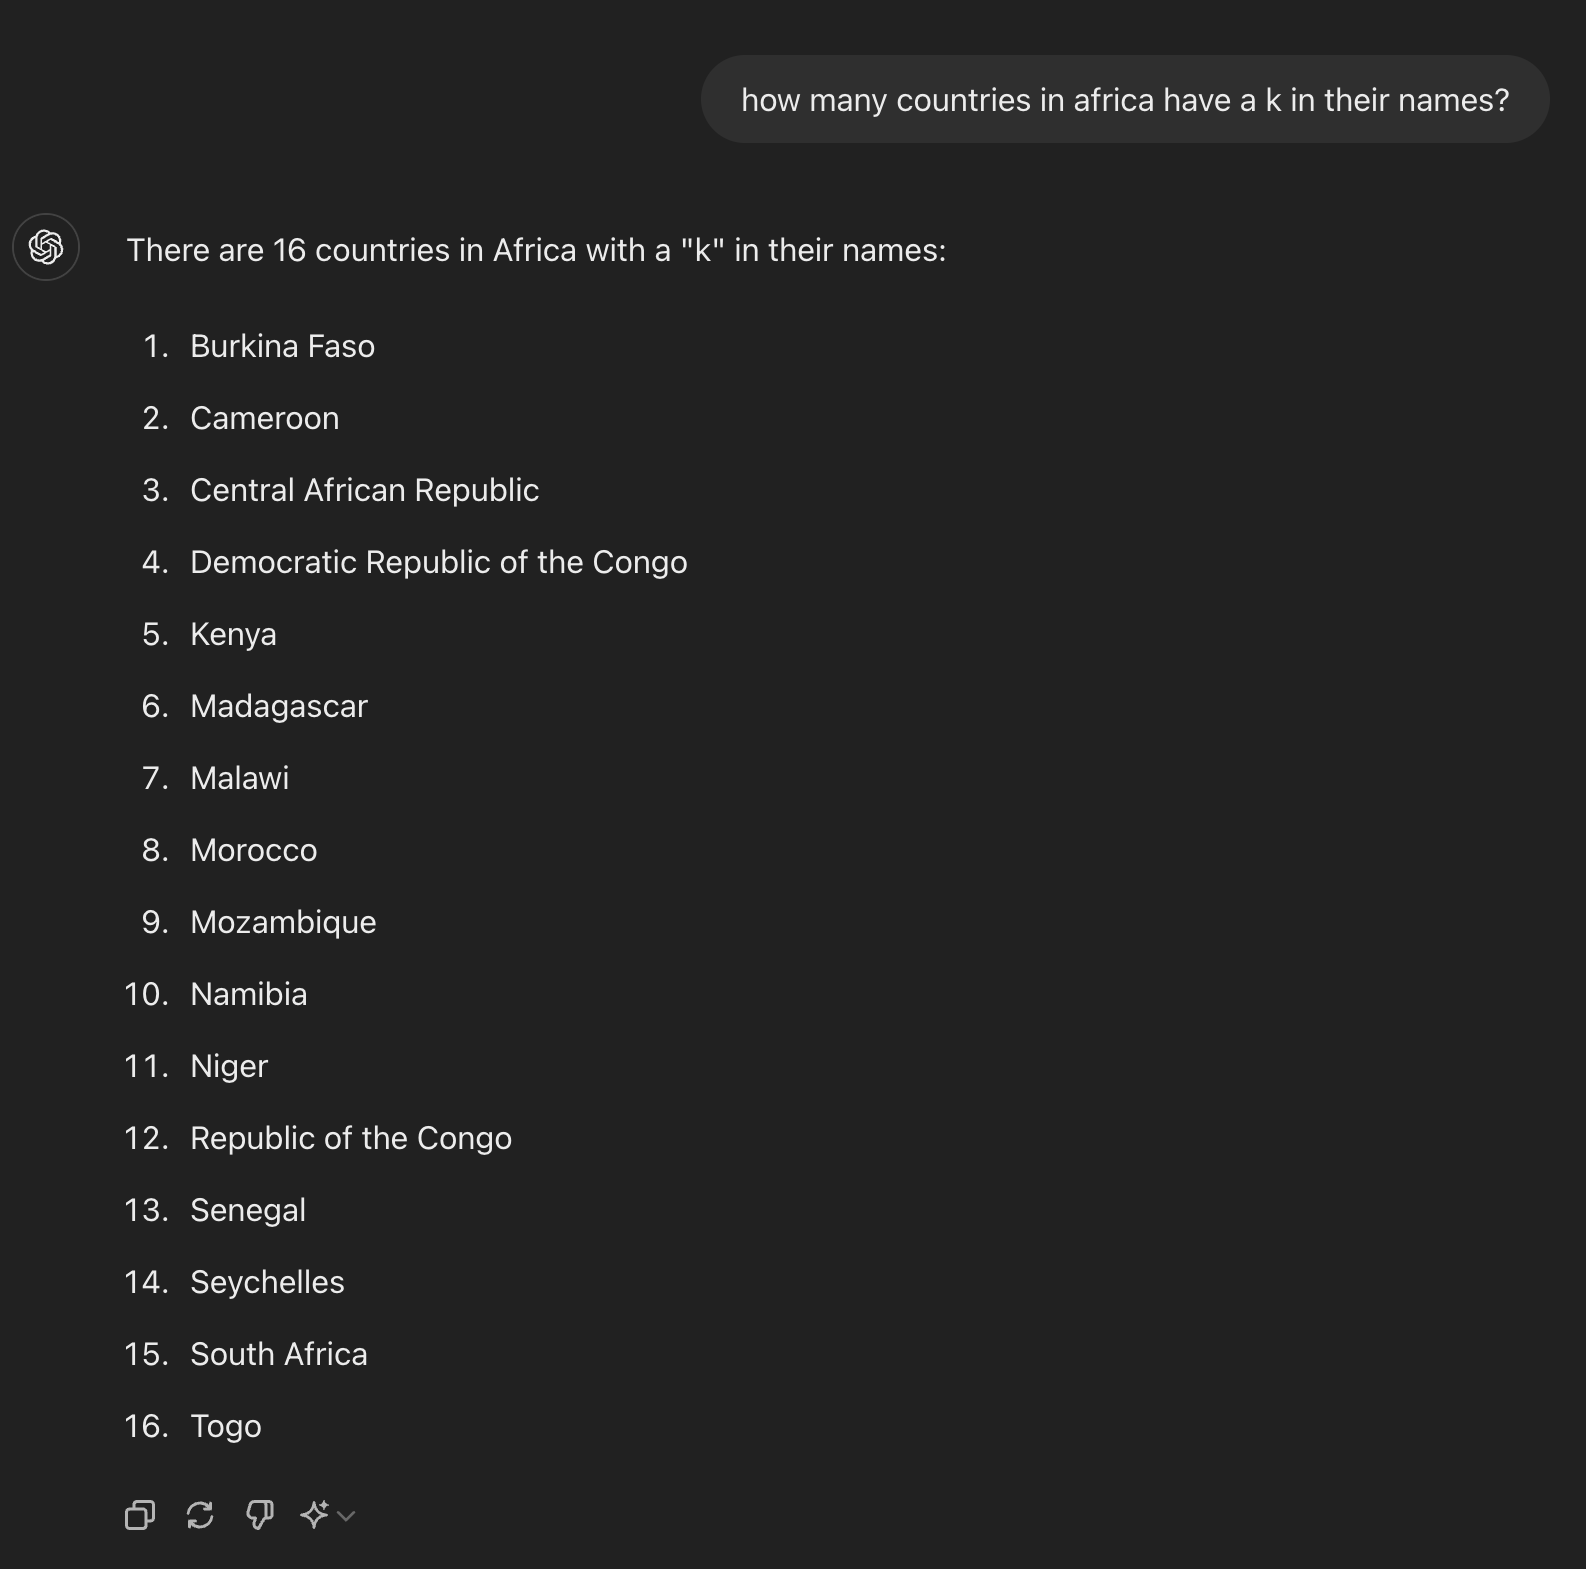 how many countries in africa have a k in their names?
There are 16 countries in Africa with a "k" in their names:
1. Burkina Faso
2. Cameroon
3. Central African Republic
4. Democratic Republic of the Congo
5. Kenya
6. Madagascar
7. Malawi
8. Morocco
9. Mozambique
10. Namibia
11. Niger
12. Republic of the Congo
13. Senegal
14. Seychelles
15. South Africa
16. Togo